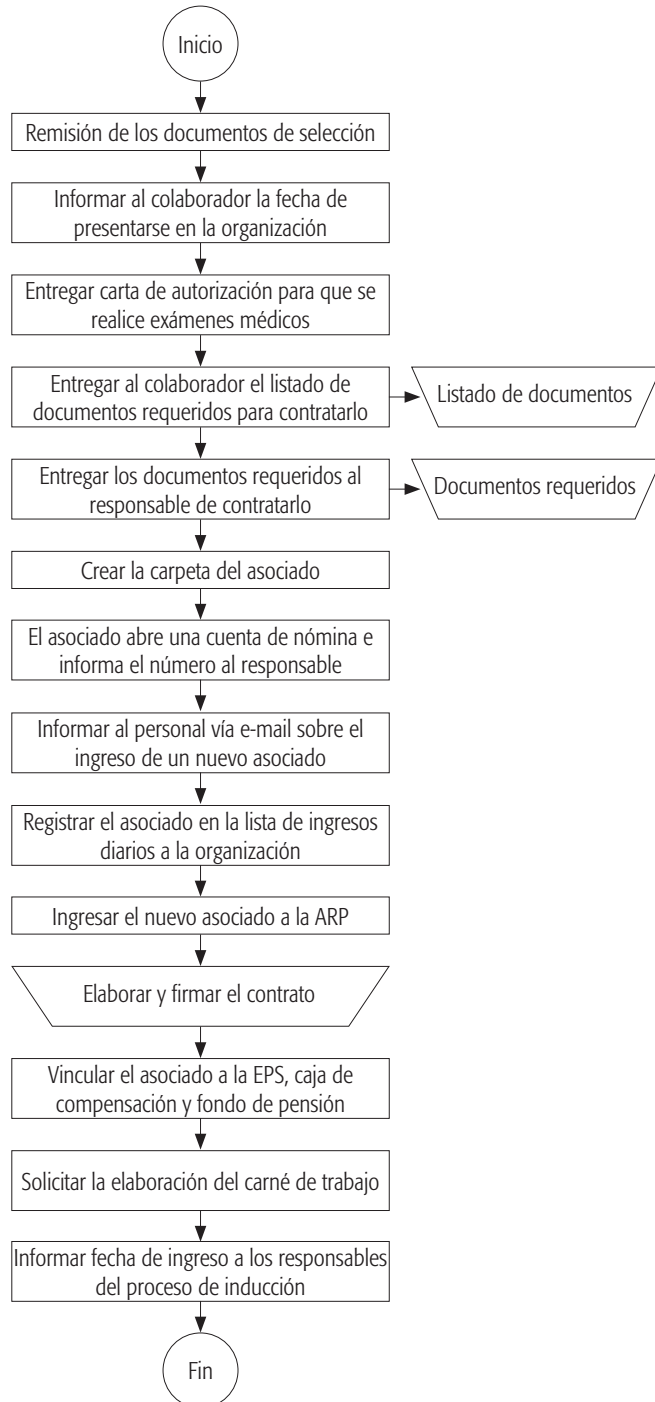 Inicio
Remisión de los documentos de selección
Informar al colaborador la fecha de
presentarse en la organización
Entregar carta de autorización para que se
realice exámenes médicos
Entregar al colaborador el listado de
documentos requeridos para contratarlo
Listado de documentos
Entregar los documentos requeridos al
responsable de contratarlo
Documentos requeridos
Crear la carpeta del asociado
El asociado abre una cuenta de nómina e
informa el número al responsable
Informar al personal vía e-mail sobre el
ingreso de un nuevo asociado
Registrar el asociado en la lista de ingresos
diarios a la organización
Ingresar el nuevo asociado a la ARP
Elaborar y firmar el contrato
Vincular el asociado a la EPS, caja de
compensación y fondo de pensión
Solicitar la elaboración del carné de trabajo
Informar fecha de ingreso a los responsables
del proceso de inducción
Fin